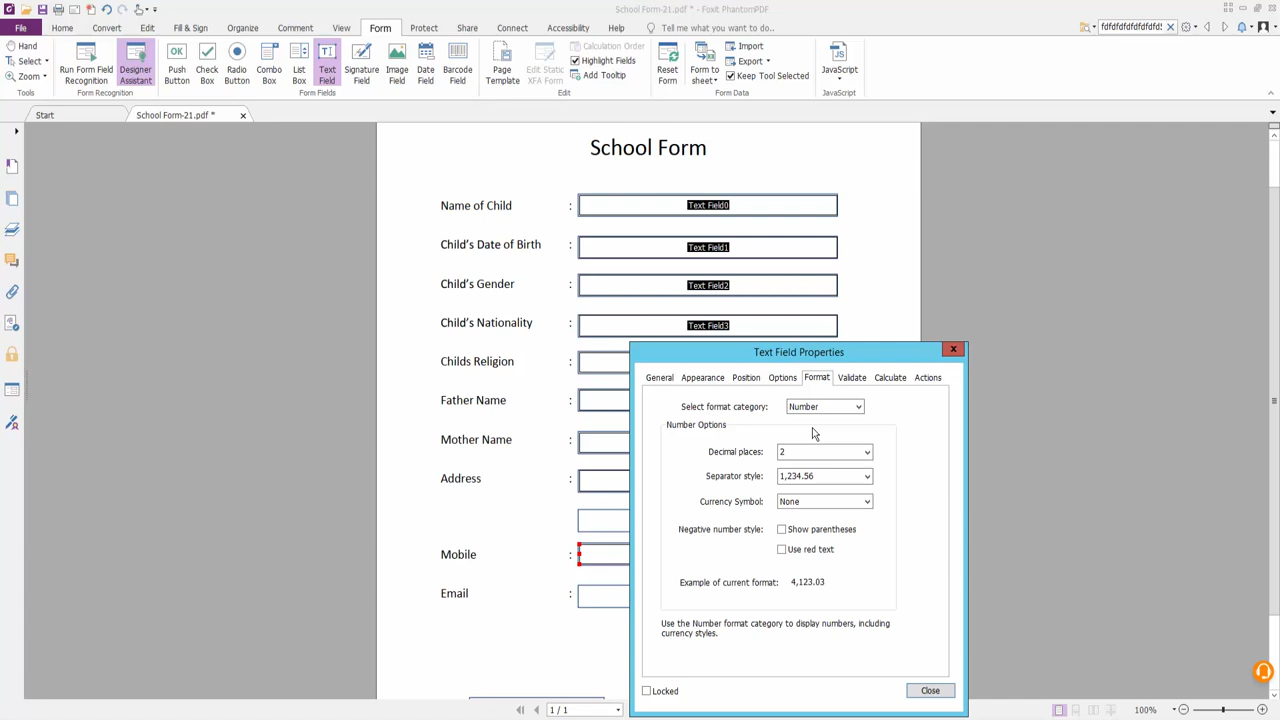 School Form-21.pdf * - Foxit PhantomPDF
File Home Convert Edit Fill & Sign Organize Comment View Form Protect Share Connect Accessibility Help Tell me what you want to do...
Hand
Select
Zoom
Tools
Run Form Field Recognition
Designer Assistant
Form Recognition
Push Button
Check Box
Radio Button
Combo Box
List Box
Text Field
Signature Field
Image Field
Date Field
Barcode Field
Form Fields
Page Template
Edit Static XFA Form
Calculation Order
Highlight Fields
Add Tooltip
Edit
Reset Form
Form to sheet
Import
Export
Keep Tool Selected
Form Data
JavaScript
JavaScript
Start
School Form-21.pdf *
School Form
Name of Child : Text Field0
Child's Date of Birth : Text Field1
Child's Gender : Text Field2
Child's Nationality : Text Field3
Childs Religion :
Father Name :
Mother Name :
Address :
Mobile :
Email :
Text Field Properties
General Appearance Position Options Format Validate Calculate Actions
Select format category: Number
Number Options
Decimal places: 2
Separator style: 1,234.56
Currency Symbol: None
Negative number style: Show parentheses
Use red text
Example of current format: 4,123.03
Use the Number format category to display numbers, including
currency styles.
Locked
Close
1 / 1
100%